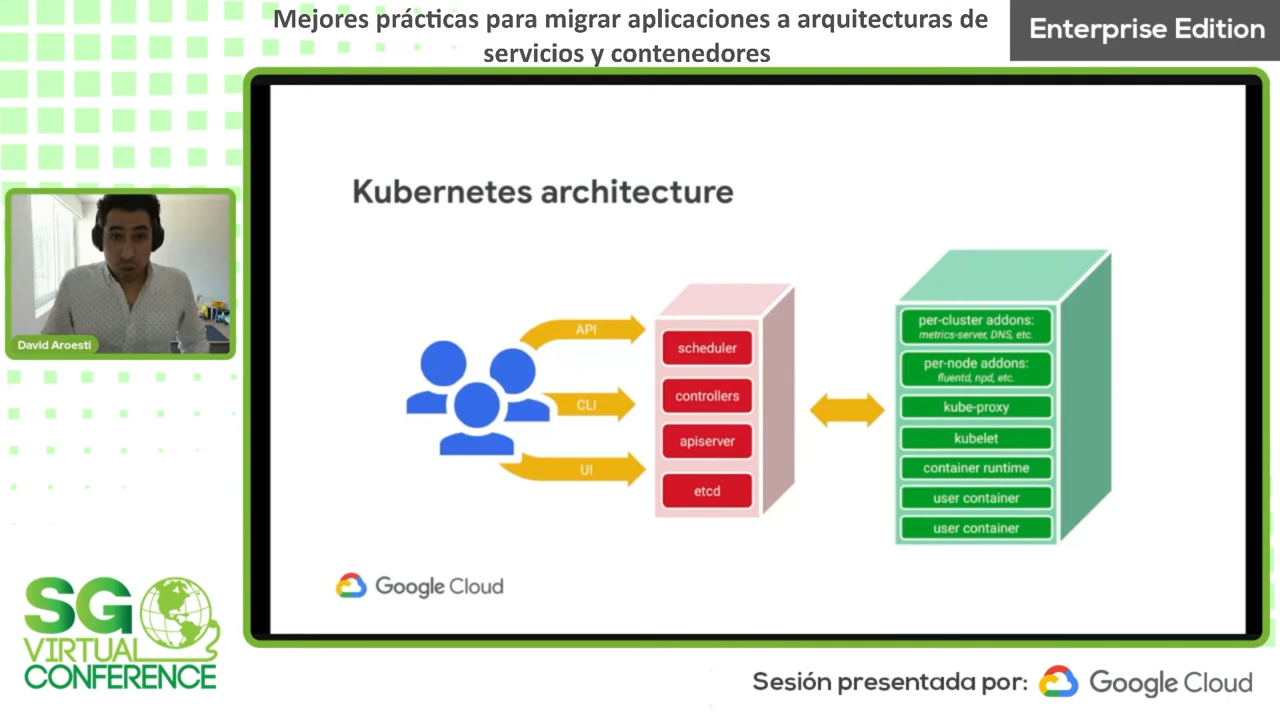 Mejores prácticas para migrar aplicaciones a arquitecturas de
servicios y contenedores
Enterprise Edition
Kubernetes architecture
API
CLI
UI
scheduler
controllers
apiserver
etcd
per-cluster addons:
metrics-server, DNS, etc.
per-node addons:
fluentd, npd, etc.
kube-proxy
kubelet
container runtime
user container
user container
Google Cloud
David Aroesti
SG
VIRTUAL
CONFERENCE
Sesión presentada por: Google Cloud